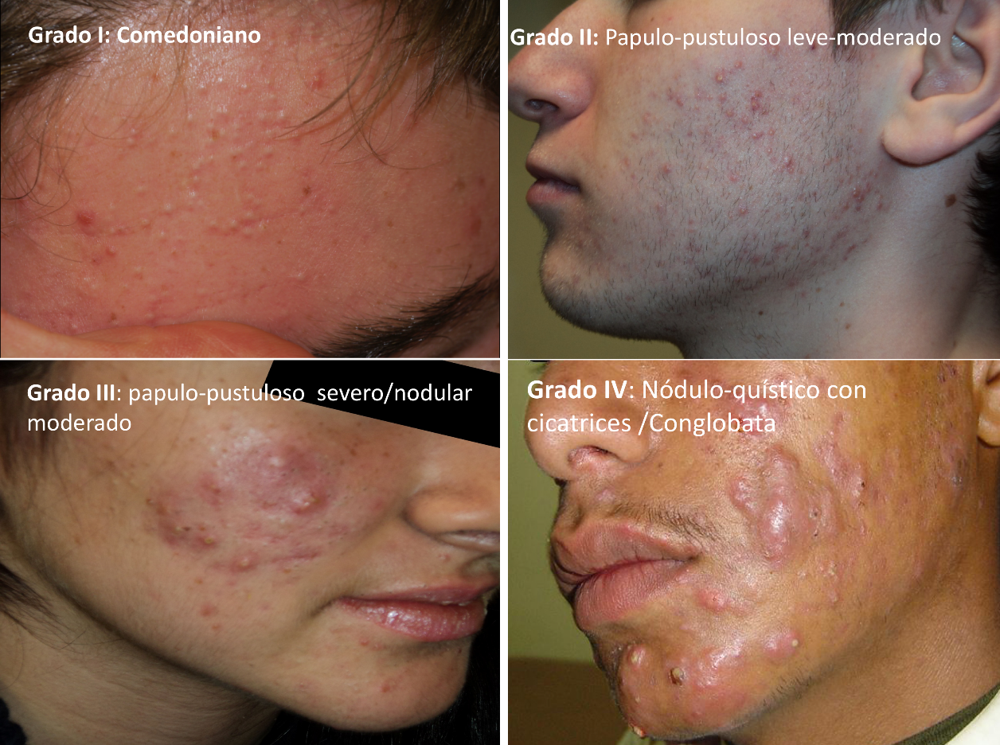 Grado I: Comedoniano
Grado II: Papulo-pustuloso leve-moderado
Grado III: papulo-pustuloso  severo/nodular
moderado
Grado IV: Nódulo-quístico con
cicatrices /Conglobata